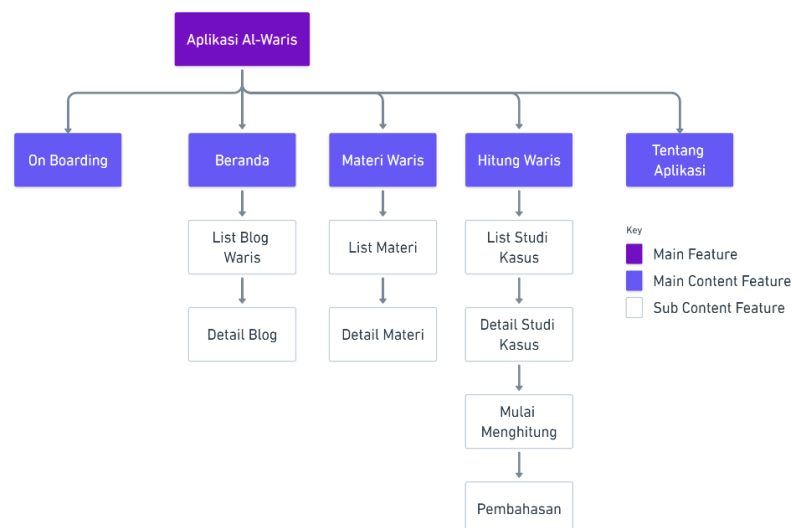 Aplikasi Al-Waris
On Boarding
Beranda
Materi Waris
Hitung Waris
Tentang
Aplikasi
List Blog
Waris
List Materi
List Studi
Kasus
Detail Blog
Detail Materi
Detail Studi
Kasus
Mulai
Menghitung
Pembahasan
Key
Main Feature
Main Content Feature
Sub Content Feature